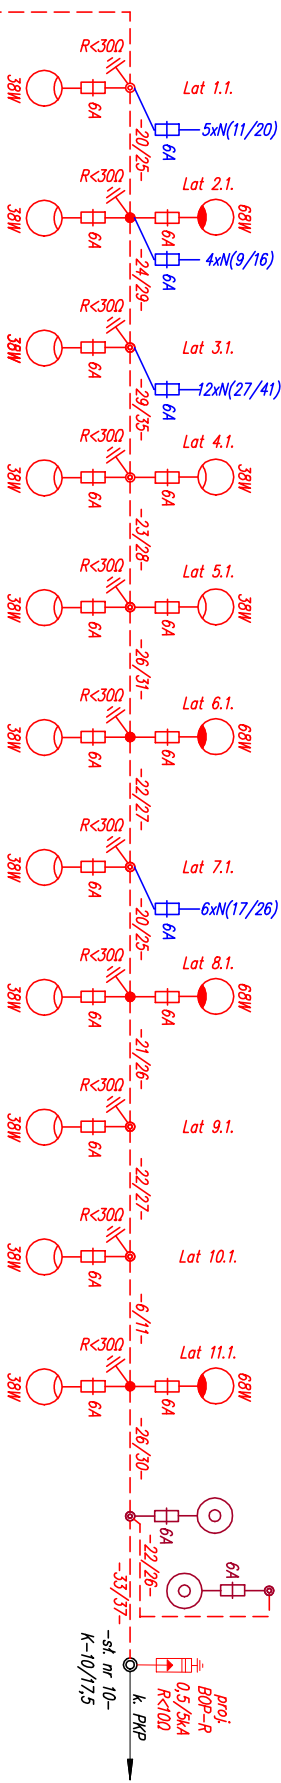 R<30Ω
Lat 1.1.
38W
6A
5xN(11/20)
6A
-20/25-
R<30Ω
Lat 2.1.
38W
6A
6A
68W
4xN(9/16)
6A
-24/29-
R<30Ω
Lat 3.1.
38W
6A
12xN(27/41)
6A
-29/35-
R<30Ω
Lat 4.1.
38W
6A
6A
38W
-23/28-
R<30Ω
Lat 5.1.
38W
6A
6A
38W
-26/31-
R<30Ω
Lat 6.1.
38W
6A
6A
68W
-22/27-
R<30Ω
Lat 7.1.
38W
6A
6xN(17/26)
6A
-20/25-
R<30Ω
Lat 8.1.
38W
6A
6A
68W
-21/26-
R<30Ω
Lat 9.1.
38W
6A
-22/27-
R<30Ω
Lat 10.1.
38W
6A
-6/11-
R<30Ω
Lat 11.1.
38W
6A
6A
68W
-26/30-
6A
-22/26-
6A
-33/37-
-sł. nr 10-
K-10/17,5
k. PKP
proj.
BOP-R
0,5/5kA
R<10Ω